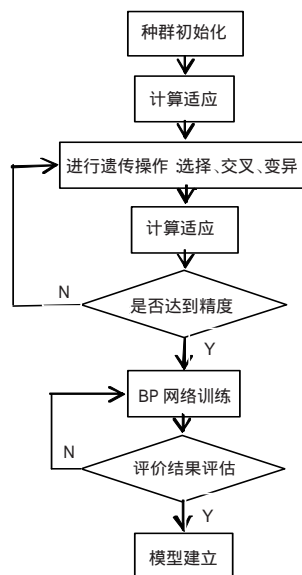 种群初始化
计算适应
进行遗传操作 选择、交叉、变异
计算适应
N
是否达到精度
Y
BP 网络训练
N
评价结果评估
Y
模型建立